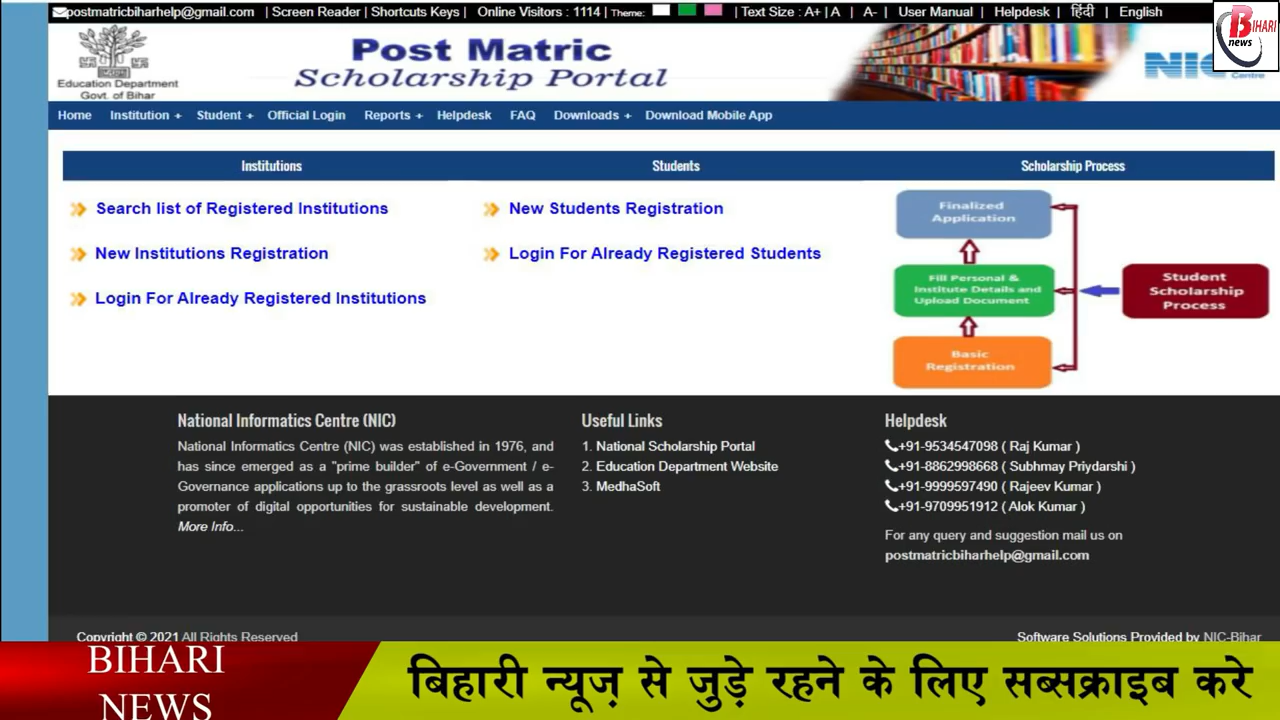 postmatricbiharhelp@gmail.com | Screen Reader | Shortcuts Keys | Online Visitors : 1114 | Theme: | Text Size : A+ | A | A- | User Manual | Helpdesk | हिंदी | English
BIHARI
news
Post Matric
Scholarship Portal
Education Department
Govt. of Bihar
NIC
Centre
Home Institution + Student + Official Login Reports + Helpdesk FAQ Downloads + Download Mobile App
Institutions Students Scholarship Process
Search list of Registered Institutions
New Institutions Registration
Login For Already Registered Institutions
New Students Registration
Login For Already Registered Students
Finalized
Application
Fill Personal &
Institute Details and
Upload Document
Basic
Registration
Student
Scholarship
Process
National Informatics Centre (NIC)
National Informatics Centre (NIC) was established in 1976, and
has since emerged as a "prime builder" of e-Government / e-
Governance applications up to the grassroots level as well as a
promoter of digital opportunities for sustainable development.
More Info...
Useful Links
1. National Scholarship Portal
2. Education Department Website
3. MedhaSoft
Helpdesk
+91-9534547098 ( Raj Kumar )
+91-8862998668 ( Subhmay Priydarshi )
+91-9999597490 ( Rajeev Kumar )
+91-9709951912 ( Alok Kumar )
For any query and suggestion mail us on
postmatricbiharhelp@gmail.com
Copyright © 2021 All Rights Reserved
Software Solutions Provided by NIC-Bihar
BIHARI
NEWS
बिहारी न्यूज़ से जुड़े रहने के लिए सब्सक्राइब करे